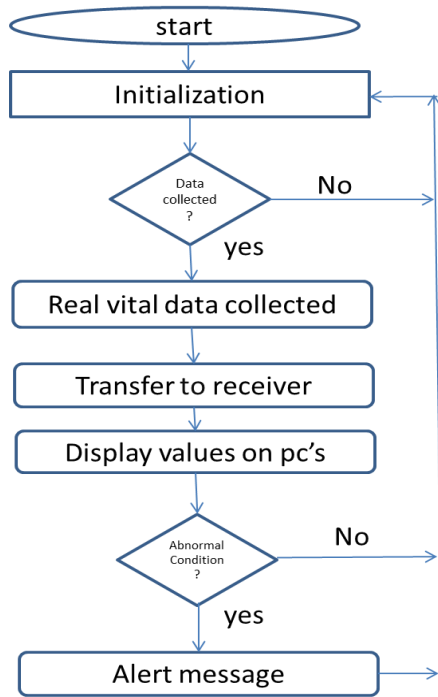 start
Initialization
Data
collected
?
No
yes
Real vital data collected
Transfer to receiver
Display values on pc's
Abnormal
Condition
?
No
yes
Alert message